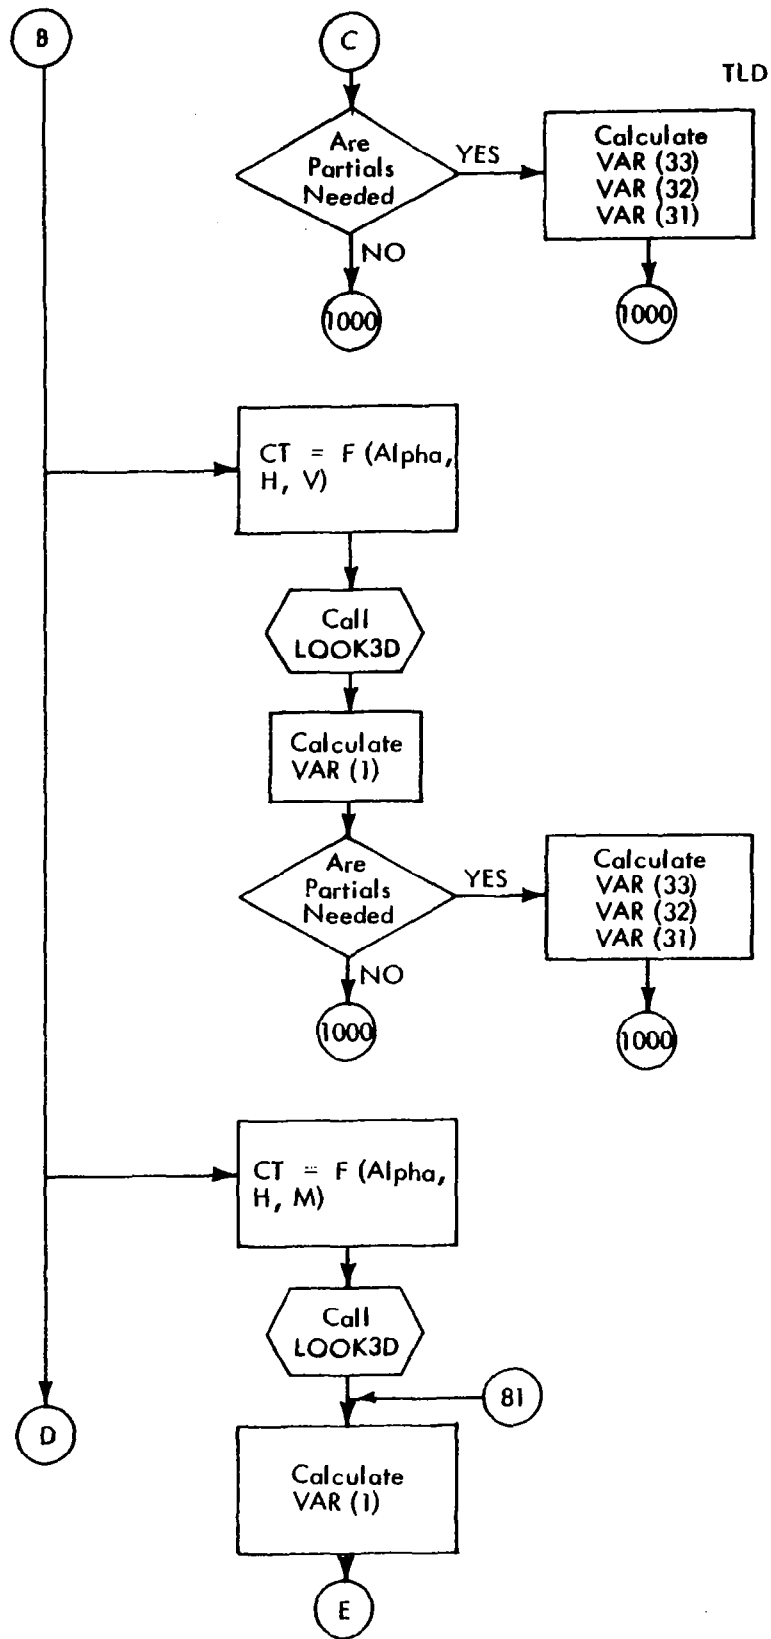 B
C
TLD
Are
Partials
Needed
YES
Calculate
VAR (33)
VAR (32)
VAR (31)
NO
1000
1000
CT = F (Alpha,
H, V)
Call
LOOK3D
Calculate
VAR (1)
Are
Partials
Needed
YES
Calculate
VAR (33)
VAR (32)
VAR (31)
NO
1000
1000
CT = F (Alpha,
H, M)
Call
LOOK3D
81
D
Calculate
VAR (1)
E